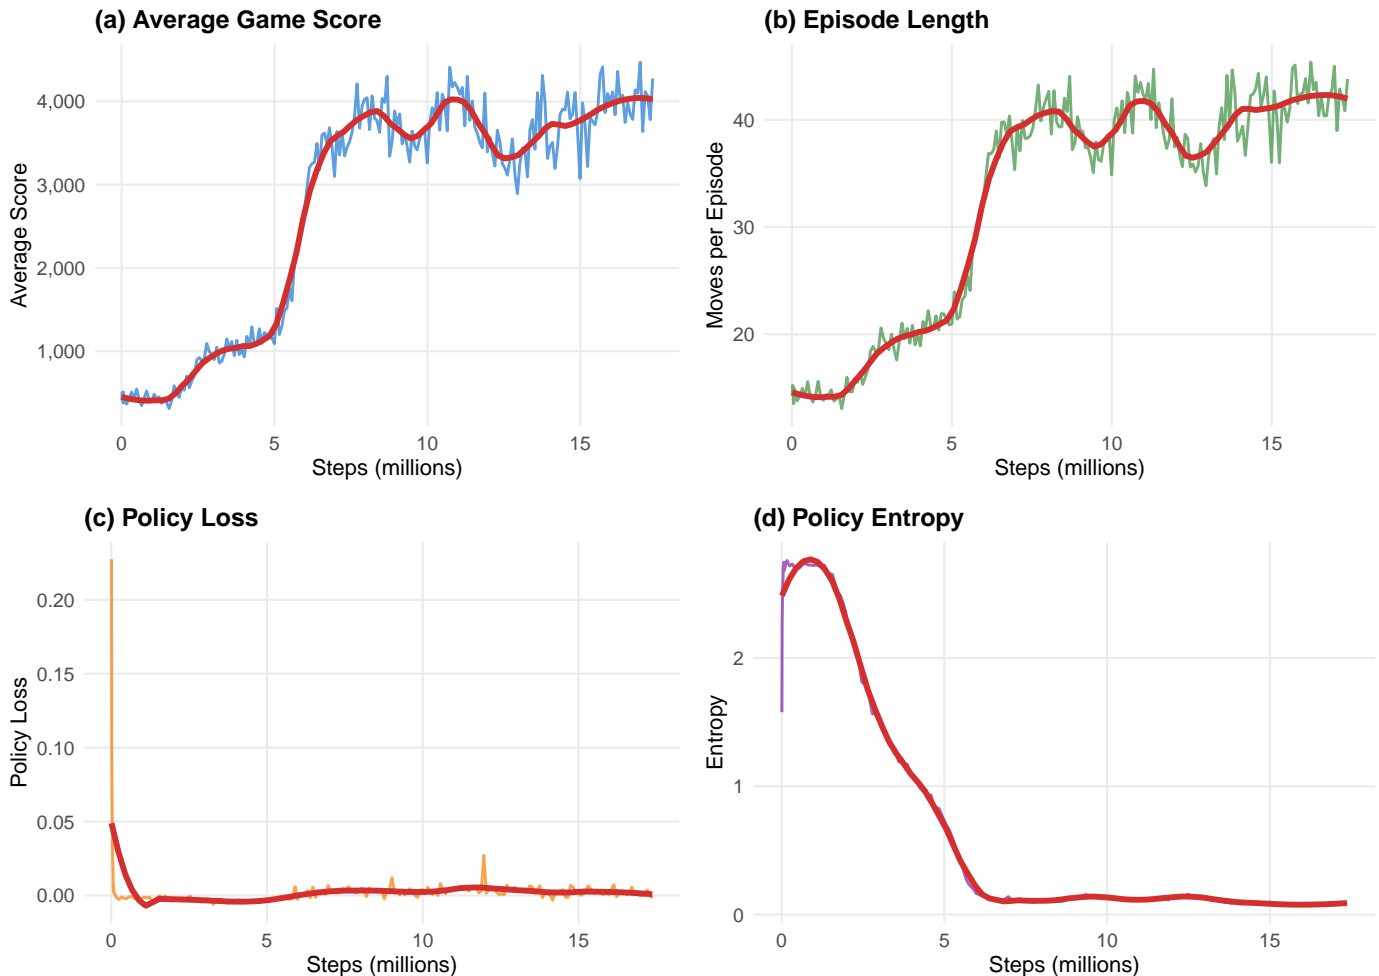 (a) Average Game Score
Average Score
4,000
3,000
2,000
1,000
0
5
10
15
Steps (millions)
(b) Episode Length
Moves per Episode
40
30
20
0
5
10
15
Steps (millions)
(c) Policy Loss
Policy Loss
0.20
0.15
0.10
0.05
0.00
0
5
10
15
Steps (millions)
(d) Policy Entropy
Entropy
2
1
0
0
5
10
15
Steps (millions)